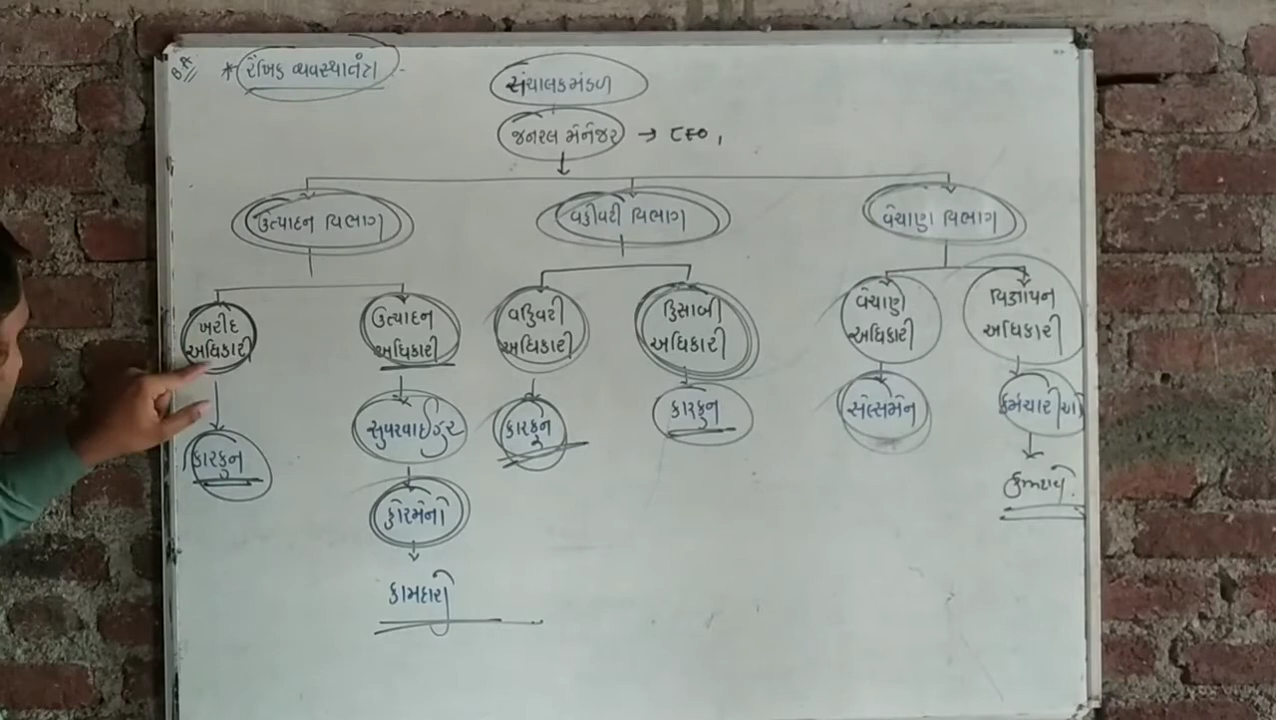 B.A
* રૈખિક વ્યવસ્થાતંત્ર
સંચાલકમંડળ
જનરલ મેનેજર → CEO,
ઉત્પાદન વિભાગ
વહીવટી વિભાગ
વેચાણ વિભાગ
ખરીદ
અધિકારી
ઉત્પાદન
અધિકારી
વહિવટી
અધિકારી
હિસાબી
અધિકારી
વેચાણ
અધિકારી
વિજ્ઞાપન
અધિકારી
કારકુન
સુપરવાઈઝર
કારકૂન
કારકુન
સેલ્સમેન
કર્મચારીઓ
ફોરમેનો
કામદારો